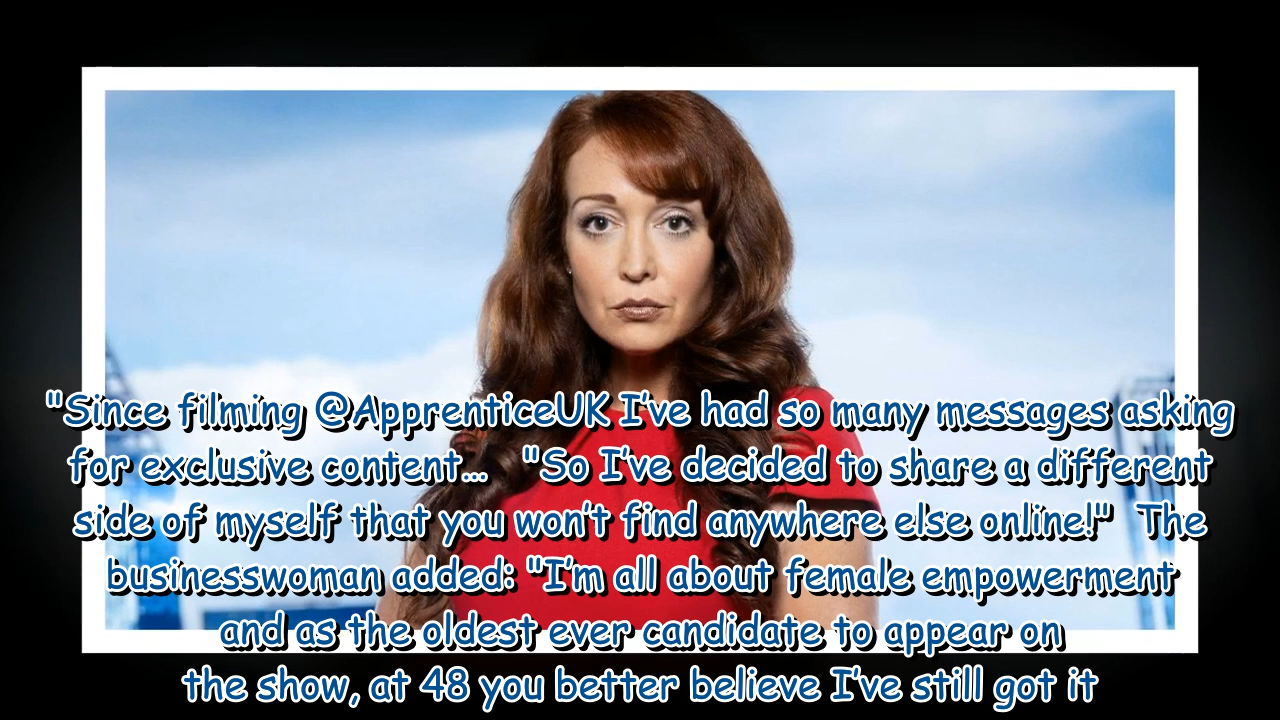 "Since filming @ApprenticeUK I've had so many messages asking
for exclusive content... "So I've decided to share a different
side of myself that you won't find anywhere else online!" The
businesswoman added: "I'm all about female empowerment
and as the oldest ever candidate to appear on
the show, at 48 you better believe I've still got it